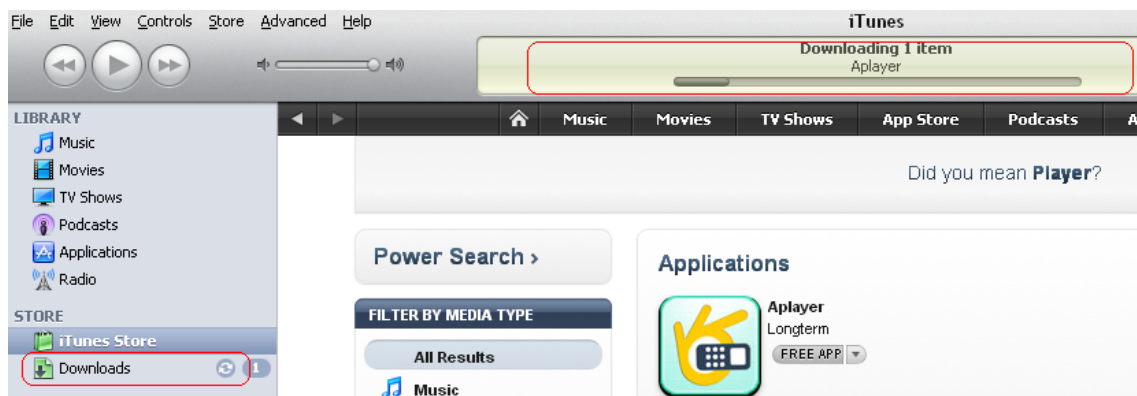 File Edit View Controls Store Advanced Help
iTunes
Downloading 1 item
Aplayer
LIBRARY
Music
Movies
TV Shows
Podcasts
Applications
Radio
STORE
iTunes Store
Downloads 1
Music Movies TV Shows App Store Podcasts A
Did you mean Player?
Power Search ›
FILTER BY MEDIA TYPE
All Results
Music
Applications
Aplayer
Longterm
FREE APP